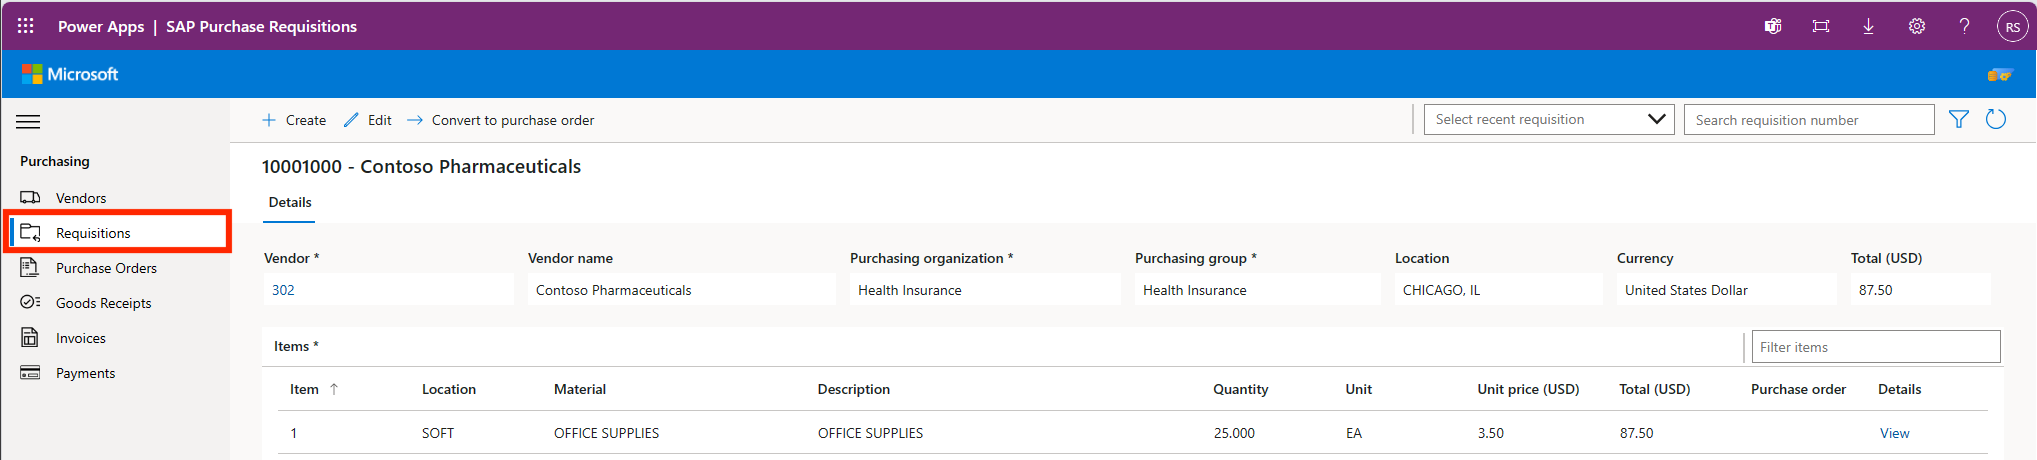 Power Apps | SAP Purchase Requisitions
?
RS
Microsoft
Create Edit Convert to purchase order Select recent requisition Search requisition number
Purchasing
Vendors
Requisitions
Purchase Orders
Goods Receipts
Invoices
Payments
10001000 - Contoso Pharmaceuticals
Details
Vendor * Vendor name Purchasing organization * Purchasing group * Location Currency Total (USD)
302 Contoso Pharmaceuticals Health Insurance Health Insurance CHICAGO, IL United States Dollar 87.50
Items * Filter items
Item Location Material Description Quantity Unit Unit price (USD) Total (USD) Purchase order Details
1 SOFT OFFICE SUPPLIES OFFICE SUPPLIES 25.000 EA 3.50 87.50 View